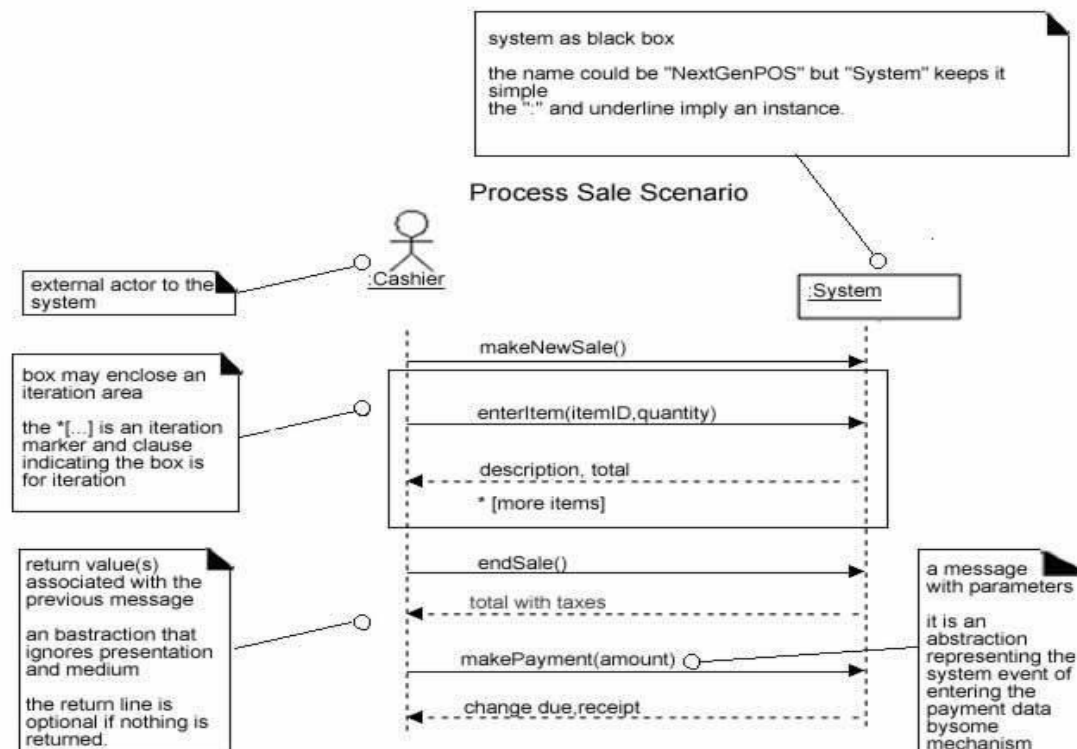 system as black box
the name could be "NextGenPOS" but "System" keeps it
simple
the ":" and underline imply an instance.
Process Sale Scenario
external actor to the
system
:Cashier
:System
makeNewSale()
box may enclose an
iteration area
the *[...] is an iteration
marker and clause
indicating the box is
for iteration
enterItem(itemID,quantity)
description, total
* [more items]
return value(s)
associated with the
previous message
an bastraction that
ignores presentation
and medium
the return line is
optional if nothing is
returned.
endSale()
total with taxes
makePayment(amount)
change due,receipt
a message
with parameters
it is an
abstraction
representing the
system event of
entering the
payment data
bysome
mechanism